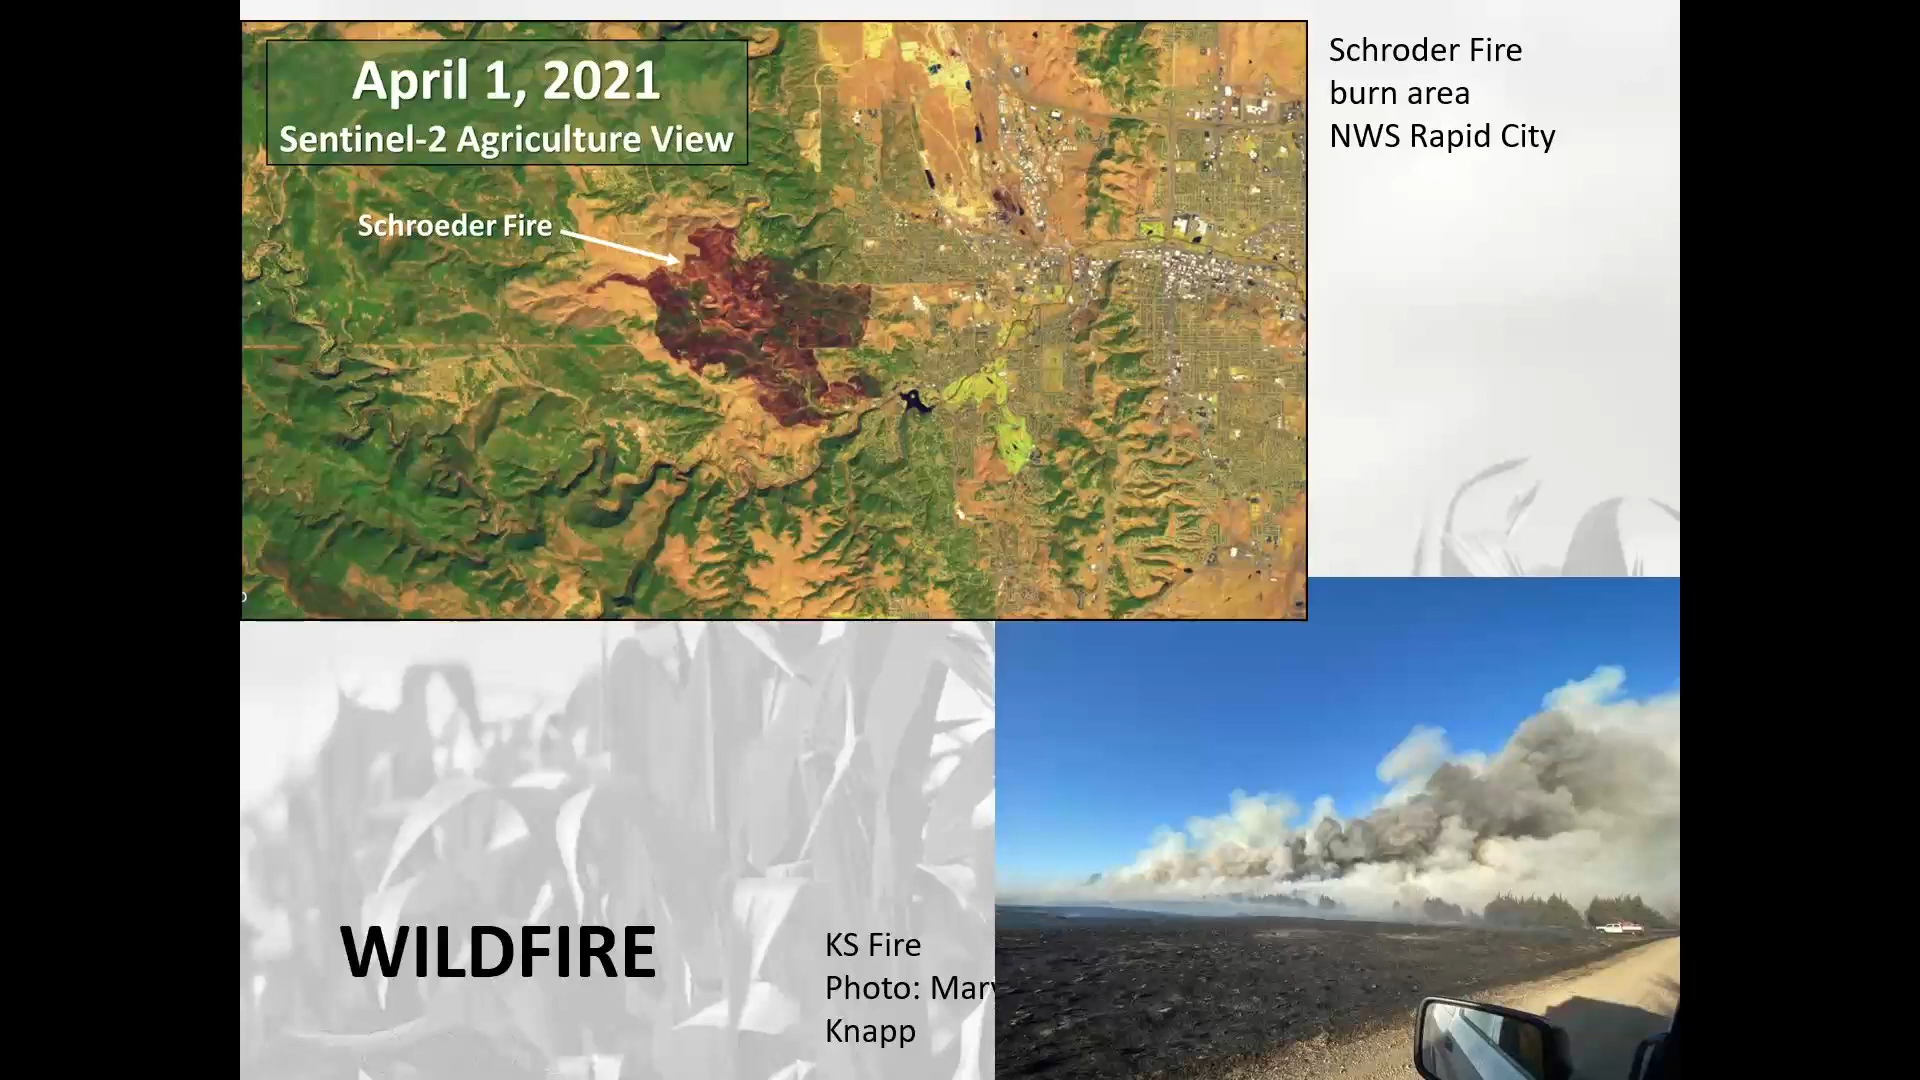 April 1, 2021
Sentinel-2 Agriculture View
Schroeder Fire
Schroder Fire
burn area
NWS Rapid City
WILDFIRE
KS Fire
Photo: Mary
Knapp